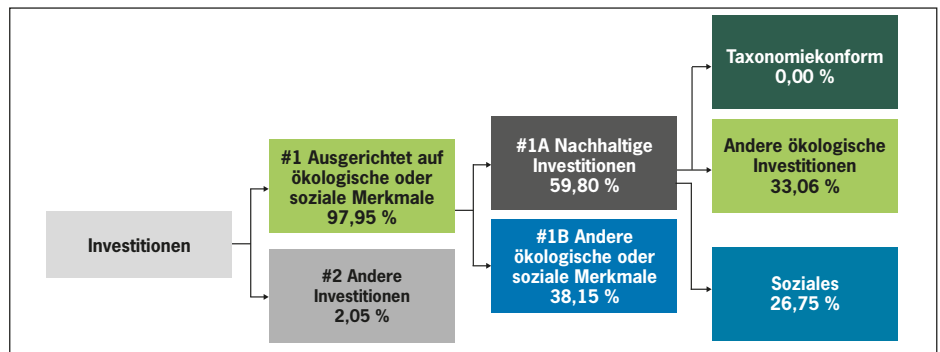 Investitionen
#1 Ausgerichtet auf
ökologische oder
soziale Merkmale
97,95 %
#2 Andere
Investitionen
2,05 %
#1A Nachhaltige
Investitionen
59,80 %
#1B Andere
ökologische oder
soziale Merkmale
38,15 %
Taxonomiekonform
0,00 %
Andere ökologische
Investitionen
33,06 %
Soziales
26,75 %